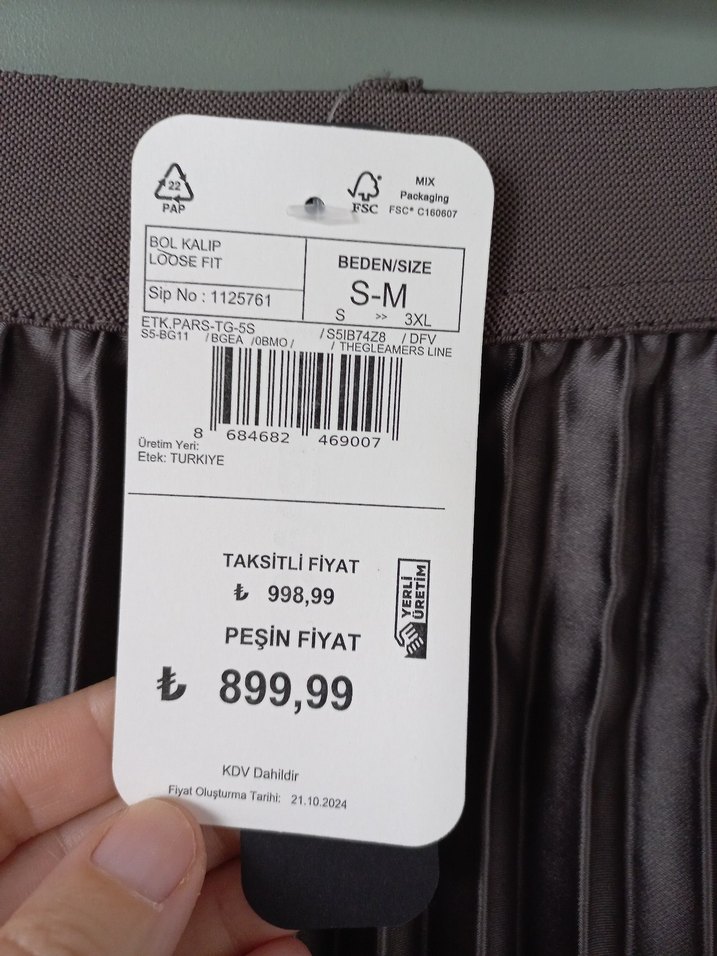 22
PAP
FSC
MIX
Packaging
FSC® C160607
BOL KALIP
LOOSE FIT
Sip No : 1125761
BEDEN/SIZE
S-M
S >> 3XL
ETK.PARS-TG-5S /S5IB74Z8 / DFV
S5-BG11 /BGEA /0BMO/ / THEGLEAMERS LINE
8 684682 469007
Üretim Yeri:
Etek: TURKIYE
TAKSİTLİ FİYAT
₺ 998,99
PEŞİN FİYAT
₺ 899,99
YERLİ
ÜRETİM
KDV Dahildir
Fiyat Oluşturma Tarihi: 21.10.2024